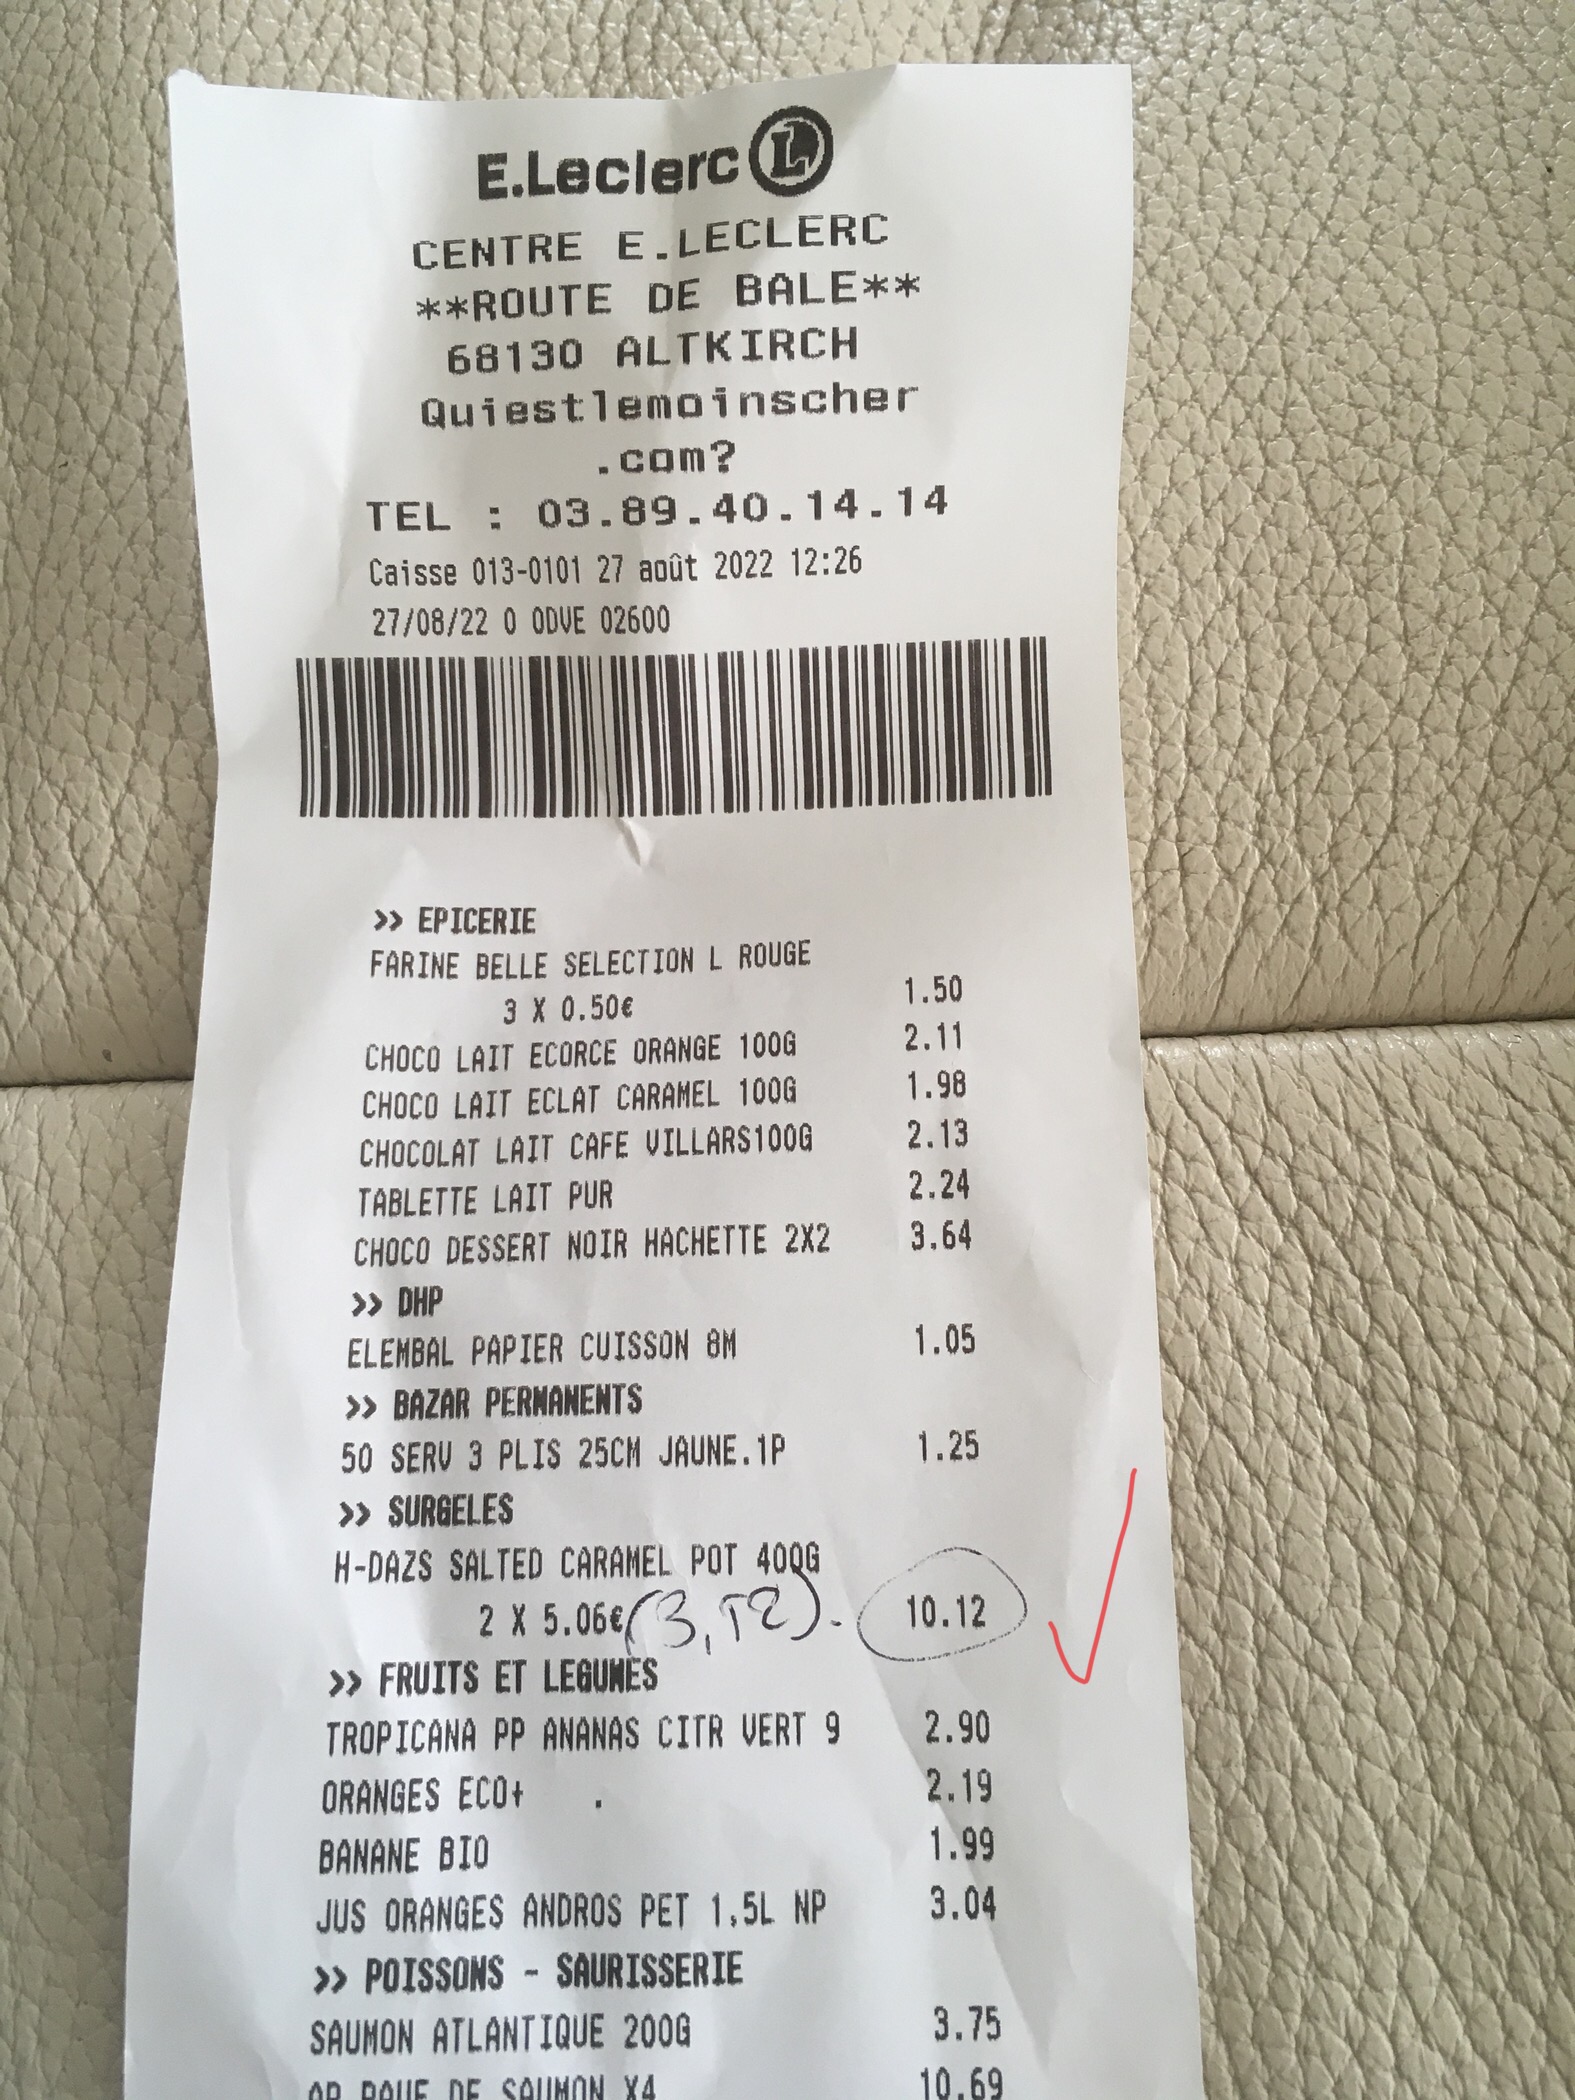 E.Leclerc L
CENTRE E.LECLERC
**ROUTE DE BALE**
68130 ALTKIRCH
Quiestlemoinscher
.com?
TEL : 03.89.40.14.14
Caisse 013-0101 27 août 2022 12:26
27/08/22 0 ODVE 02600
>> EPICERIE
FARINE BELLE SELECTION L ROUGE
3 X 0.50€ 1.50
CHOCO LAIT ECORCE ORANGE 100G 2.11
CHOCO LAIT ECLAT CARAMEL 100G 1.98
CHOCOLAT LAIT CAFE VILLARS100G 2.13
TABLETTE LAIT PUR 2.24
CHOCO DESSERT NOIR HACHETTE 2X2 3.64
>> DHP
ELEMBAL PAPIER CUISSON 8M 1.05
>> BAZAR PERMANENTS
50 SERV 3 PLIS 25CM JAUNE.1P 1.25
>> SURGELES
H-DAZS SALTED CARAMEL POT 400G
2 X 5.06€ (3,52). 10.12
>> FRUITS ET LEGUMES
TROPICANA PP ANANAS CITR VERT 9 2.90
ORANGES ECO+ . 2.19
BANANE BIO 1.99
JUS ORANGES ANDROS PET 1,5L NP 3.04
>> POISSONS - SAURISSERIE
SAUMON ATLANTIQUE 200G 3.75
DE SAUMON X4 10.69